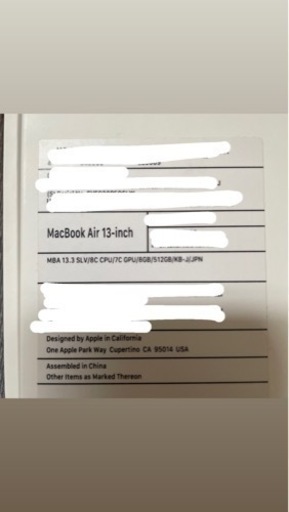 MacBook Air 13-inch
MBA 13.3 SLV/8C CPU/7C GPU/8GB/512GB/KB-J/JPN
Designed by Apple in California
One Apple Park Way Cupertino CA 95014 USA
Assembled in China
Other Items as Marked Thereon